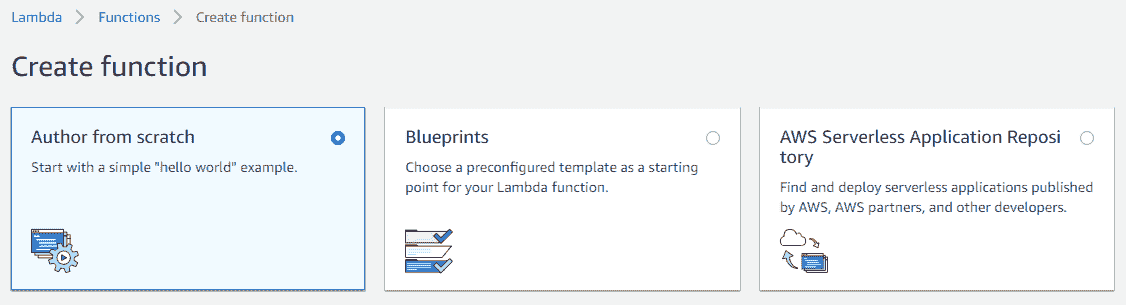 Lambda > Functions > Create function
Create function
Author from scratch
Start with a simple "hello world" example.
Blueprints
Choose a preconfigured template as a starting
point for your Lambda function.
AWS Serverless Application Reposi
tory
Find and deploy serverless applications published
by AWS, AWS partners, and other developers.